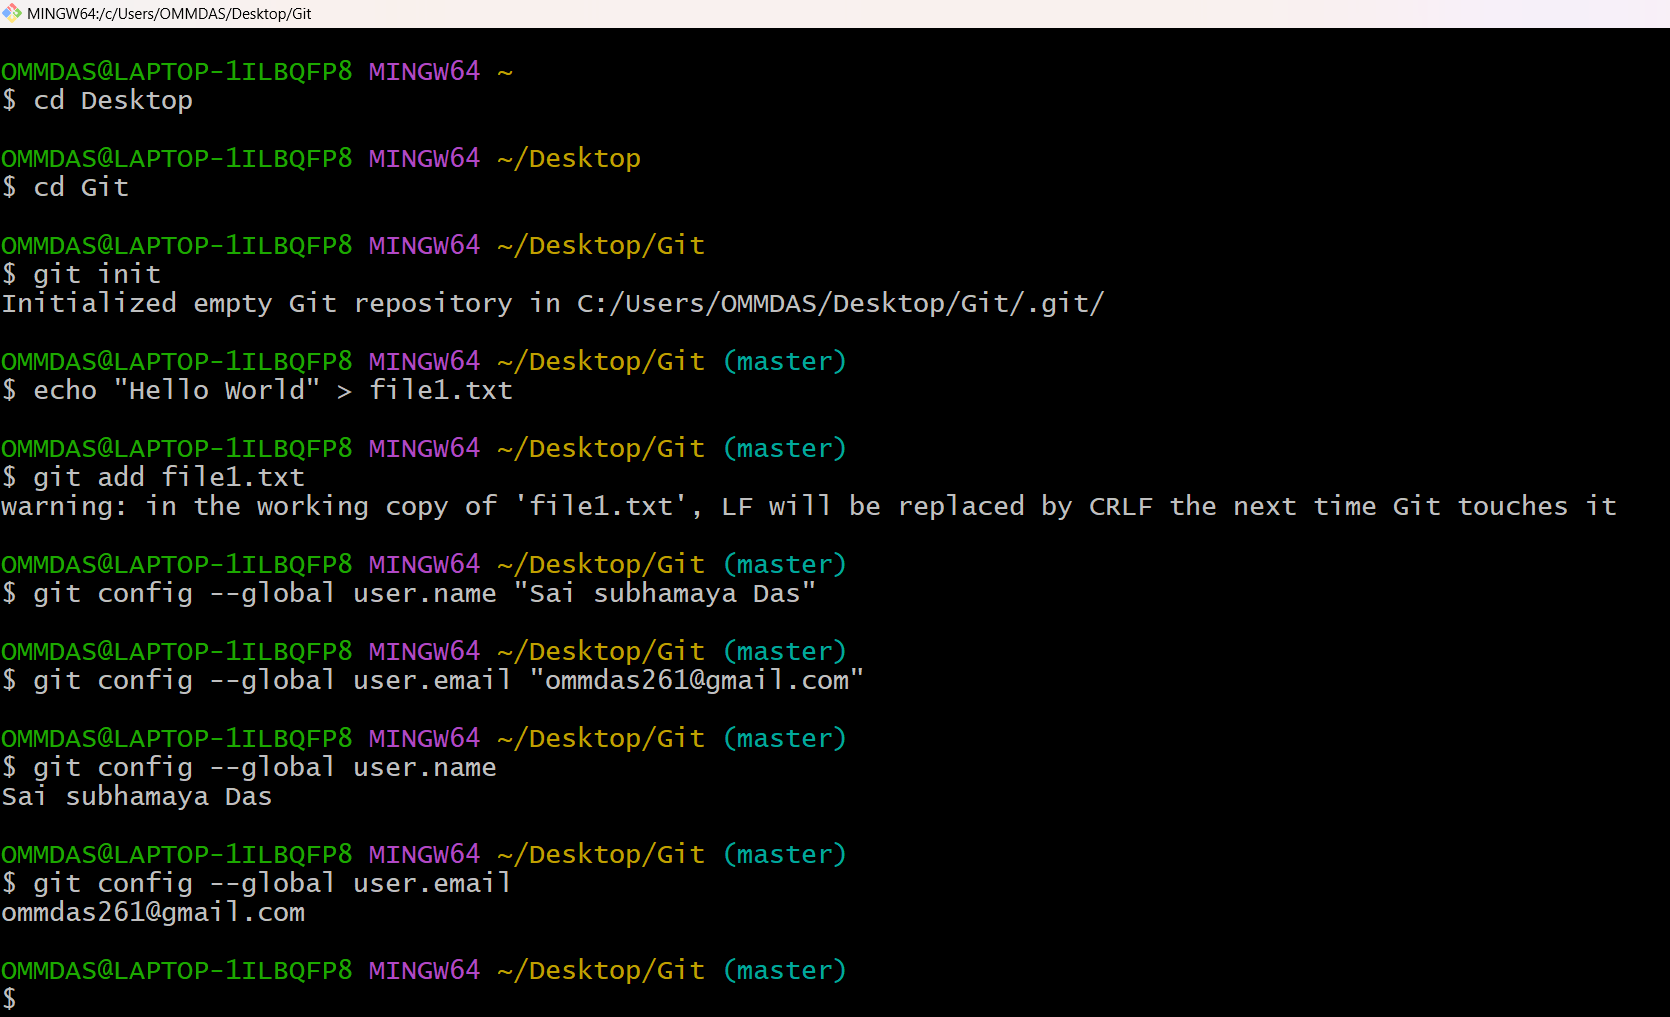 MINGW64:/c/Users/OMMDAS/Desktop/Git
OMMDAS@LAPTOP-1ILBQFP8 MINGW64 ~
$ cd Desktop
OMMDAS@LAPTOP-1ILBQFP8 MINGW64 ~/Desktop
$ cd Git
OMMDAS@LAPTOP-1ILBQFP8 MINGW64 ~/Desktop/Git
$ git init
Initialized empty Git repository in C:/Users/OMMDAS/Desktop/Git/.git/
OMMDAS@LAPTOP-1ILBQFP8 MINGW64 ~/Desktop/Git (master)
$ echo "Hello World" > file1.txt
OMMDAS@LAPTOP-1ILBQFP8 MINGW64 ~/Desktop/Git (master)
$ git add file1.txt
warning: in the working copy of 'file1.txt', LF will be replaced by CRLF the next time Git touches it
OMMDAS@LAPTOP-1ILBQFP8 MINGW64 ~/Desktop/Git (master)
$ git config --global user.name "Sai subhamaya Das"
OMMDAS@LAPTOP-1ILBQFP8 MINGW64 ~/Desktop/Git (master)
$ git config --global user.email "ommdas261@gmail.com"
OMMDAS@LAPTOP-1ILBQFP8 MINGW64 ~/Desktop/Git (master)
$ git config --global user.name
Sai subhamaya Das
OMMDAS@LAPTOP-1ILBQFP8 MINGW64 ~/Desktop/Git (master)
$ git config --global user.email
ommdas261@gmail.com
OMMDAS@LAPTOP-1ILBQFP8 MINGW64 ~/Desktop/Git (master)
$